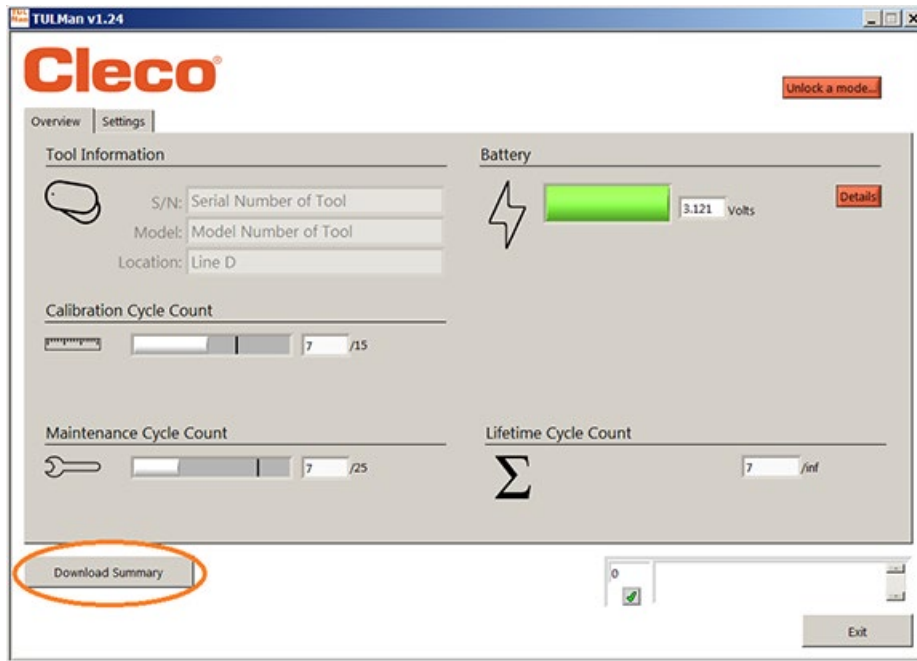 TULMan v1.24
Cleco®
Unlock a mode...
Overview Settings
Tool Information
S/N: Serial Number of Tool
Model: Model Number of Tool
Location: Line D
Battery
3.121 Volts
Details
Calibration Cycle Count
7 /15
Maintenance Cycle Count
7 /25
Lifetime Cycle Count
Σ
7 /inf
Download Summary
0
Exit